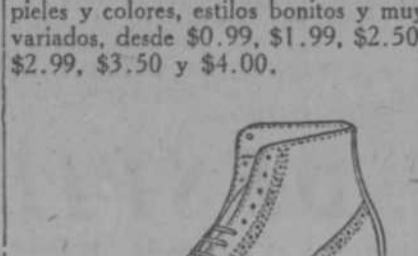 pieles y colores, estilos bonitos y muy
variados, desde $0.99, $1.99, $2.50
$2.99, $3.50 y $4.00.